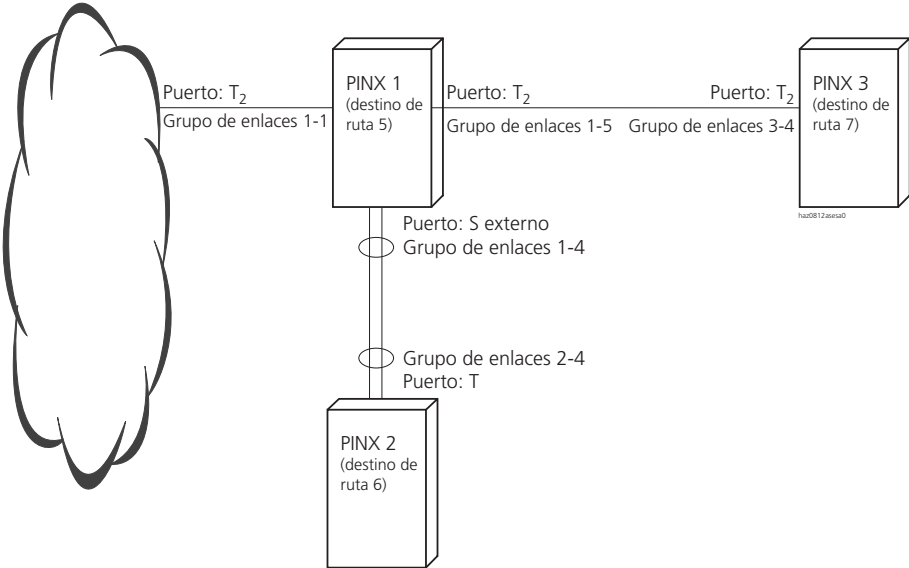 Puerto: T2
Grupo de enlaces 1-1
PINX 1
(destino de
ruta 5)
Puerto: T2
Grupo de enlaces 1-5
Puerto: T2
Grupo de enlaces 3-4
PINX 3
(destino de
ruta 7)
haz0812asesa0
Puerto: S externo
Grupo de enlaces 1-4
Grupo de enlaces 2-4
Puerto: T
PINX 2
(destino de
ruta 6)